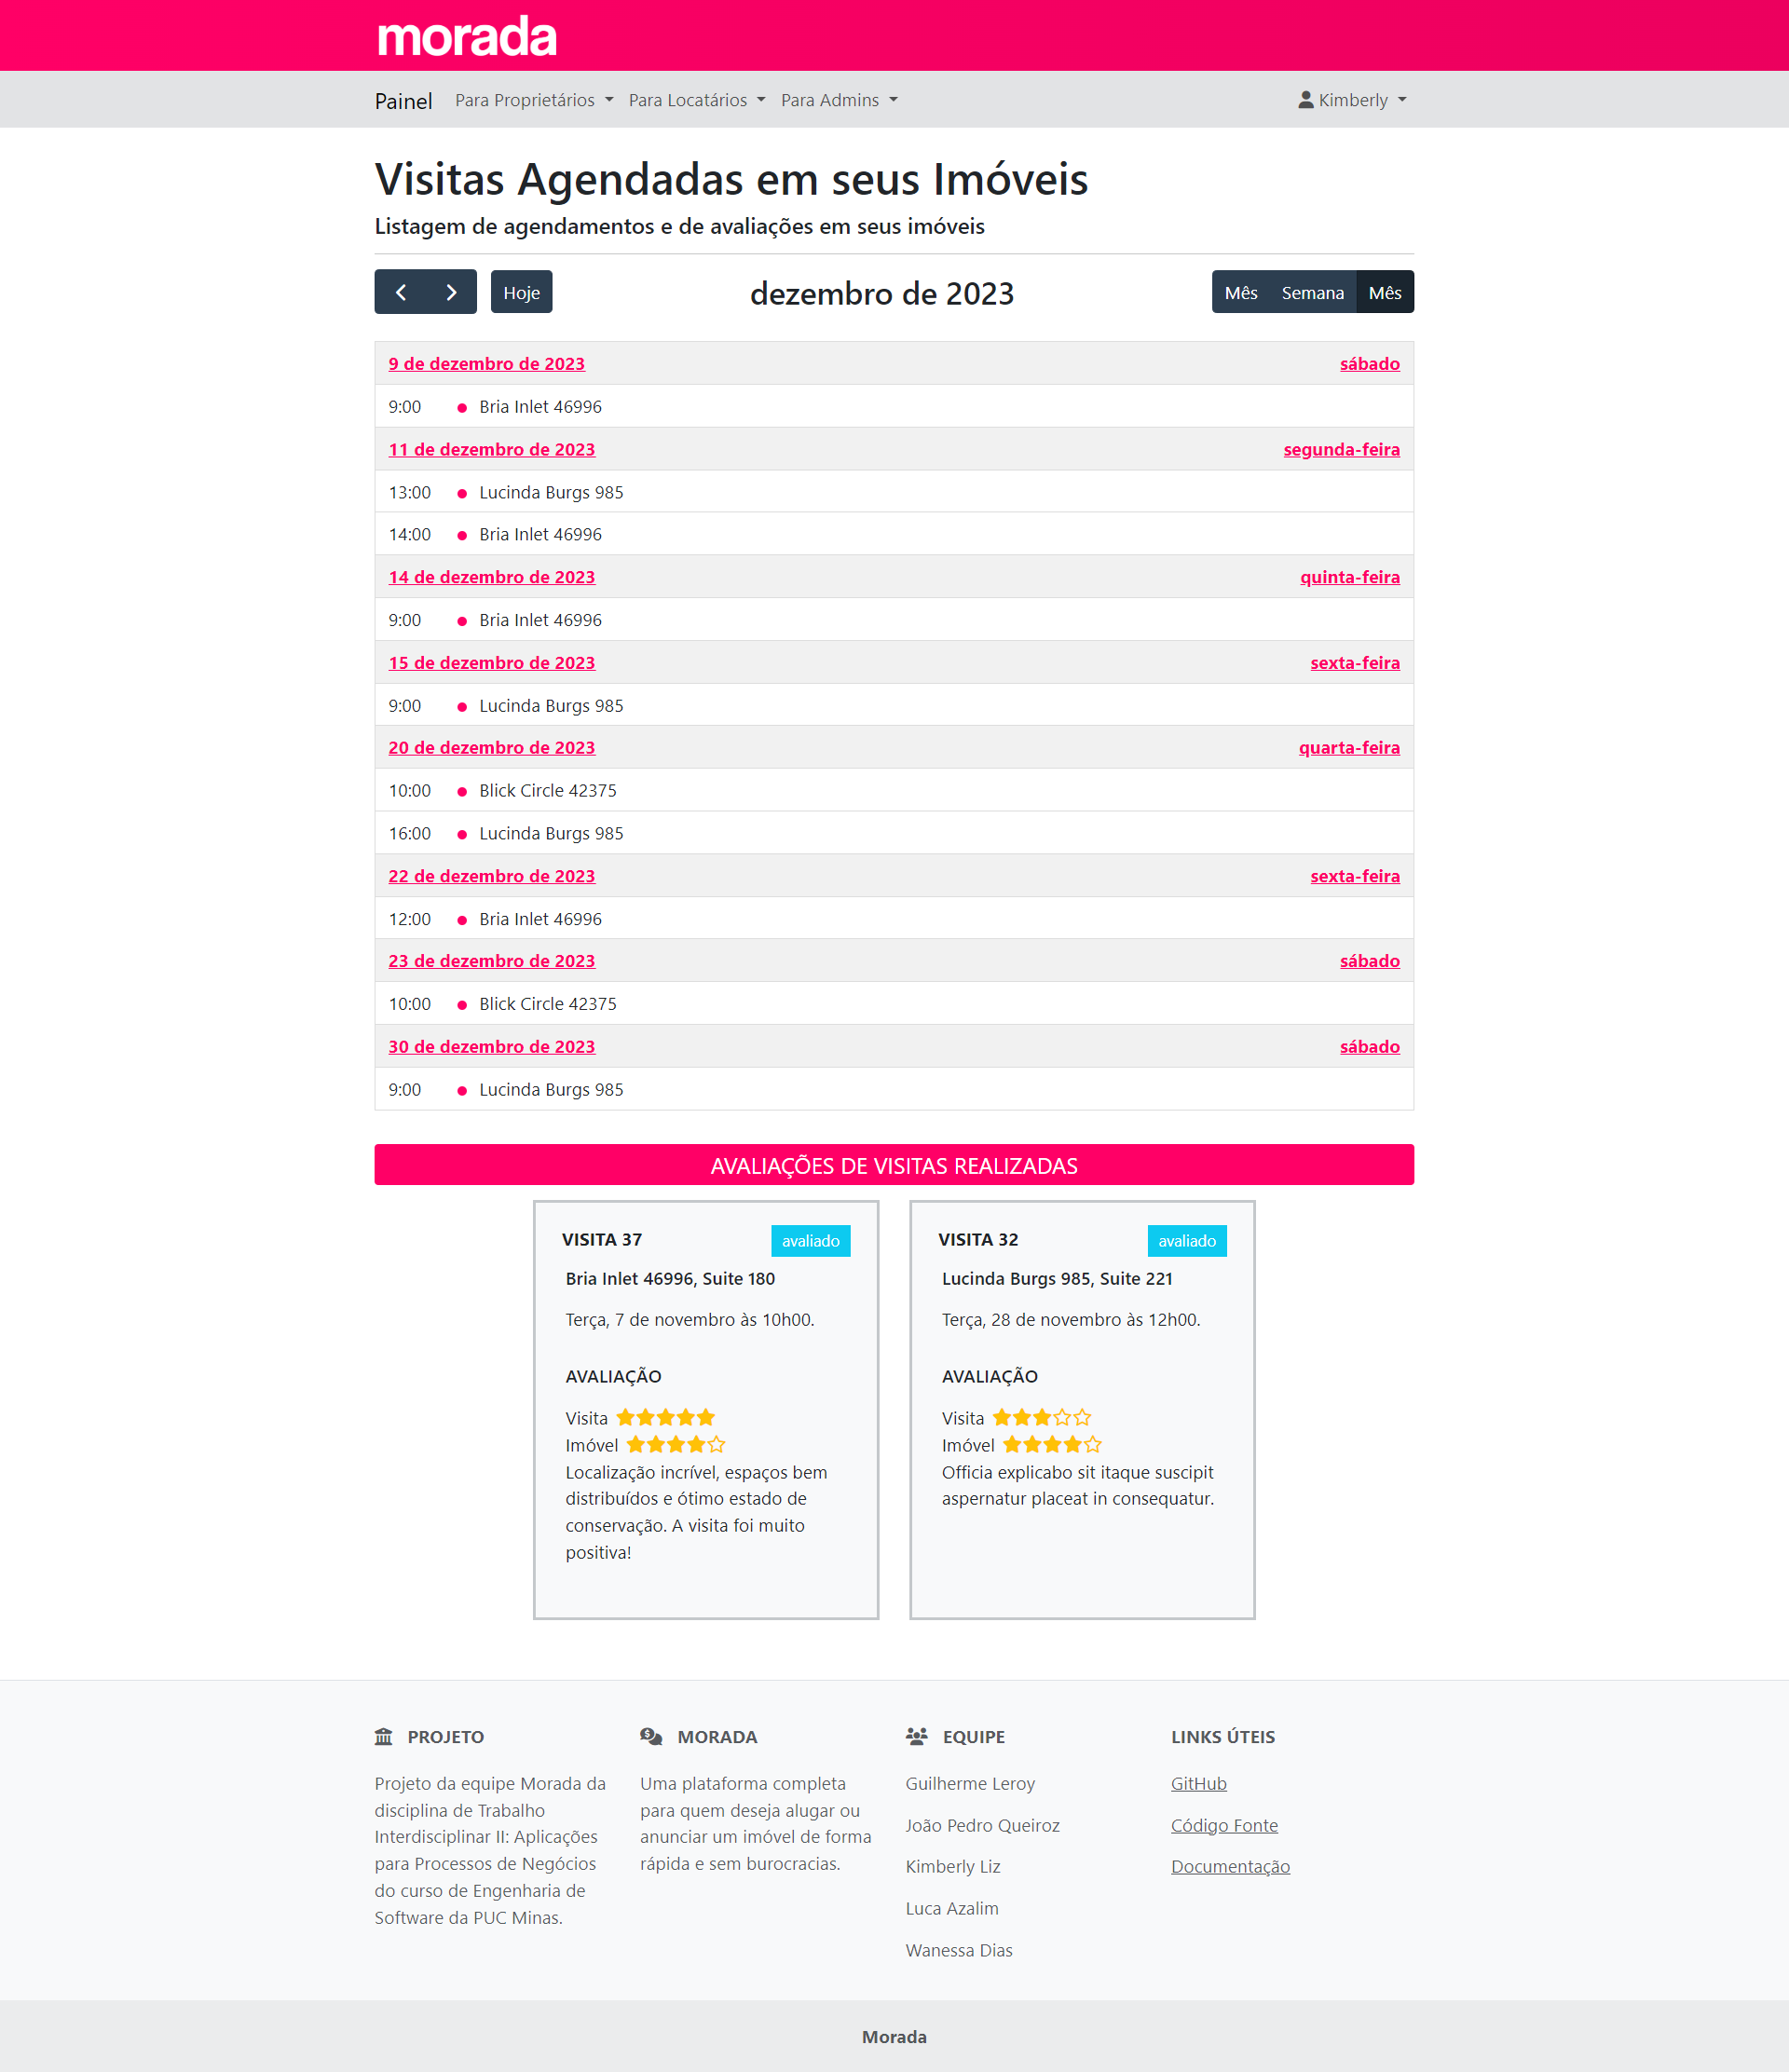 morada
Painel Para Proprietários Para Locatários Para Admins Kimberly
Visitas Agendadas em seus Imóveis
Listagem de agendamentos e de avaliações em seus imóveis
Hoje dezembro de 2023 Mês Semana Mês
9 de dezembro de 2023 sábado
9:00 Bria Inlet 46996
11 de dezembro de 2023 segunda-feira
13:00 Lucinda Burgs 985
14:00 Bria Inlet 46996
14 de dezembro de 2023 quinta-feira
9:00 Bria Inlet 46996
15 de dezembro de 2023 sexta-feira
9:00 Lucinda Burgs 985
20 de dezembro de 2023 quarta-feira
10:00 Blick Circle 42375
16:00 Lucinda Burgs 985
22 de dezembro de 2023 sexta-feira
12:00 Bria Inlet 46996
23 de dezembro de 2023 sábado
10:00 Blick Circle 42375
30 de dezembro de 2023 sábado
9:00 Lucinda Burgs 985
AVALIAÇÕES DE VISITAS REALIZADAS
VISITA 37 avaliado
Bria Inlet 46996, Suite 180
Terça, 7 de novembro às 10h00.
AVALIAÇÃO
Visita
Imóvel
Localização incrível, espaços bem
distribuídos e ótimo estado de
conservação. A visita foi muito
positiva!
VISITA 32 avaliado
Lucinda Burgs 985, Suite 221
Terça, 28 de novembro às 12h00.
AVALIAÇÃO
Visita
Imóvel
Officia explicabo sit itaque suscipit
aspernatur placeat in consequatur.
PROJETO
Projeto da equipe Morada da
disciplina de Trabalho
Interdisciplinar II: Aplicações
para Processos de Negócios
do curso de Engenharia de
Software da PUC Minas.
MORADA
Uma plataforma completa
para quem deseja alugar ou
anunciar um imóvel de forma
rápida e sem burocracias.
EQUIPE
Guilherme Leroy
João Pedro Queiroz
Kimberly Liz
Luca Azalim
Wanessa Dias
LINKS ÚTEIS
GitHub
Código Fonte
Documentação
Morada